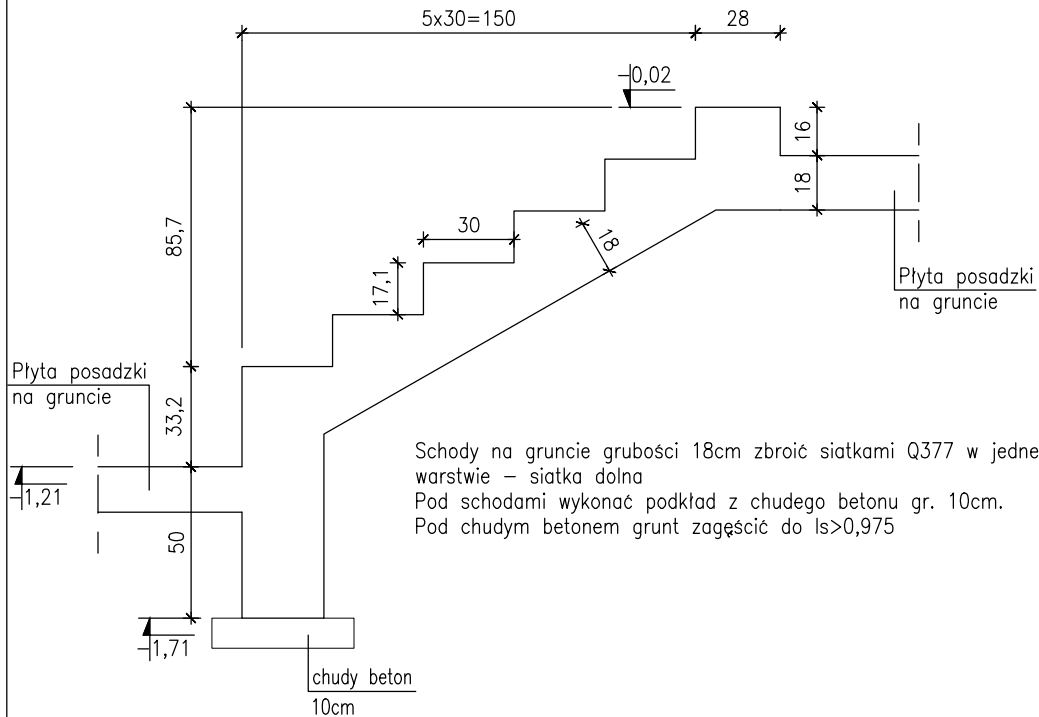 5x30=150
28
-0,02
16
18
85,7
30
18
17,1
Płyta posadzki
na gruncie
Płyta posadzki
na gruncie
33,2
Schody na gruncie grubości 18cm zbroić siatkami Q377 w jedne
warstwie – siatka dolna
Pod schodami wykonać podkład z chudego betonu gr. 10cm.
Pod chudym betonem grunt zagęścić do Is>0,975
-1,21
50
-1,71
chudy beton
10cm